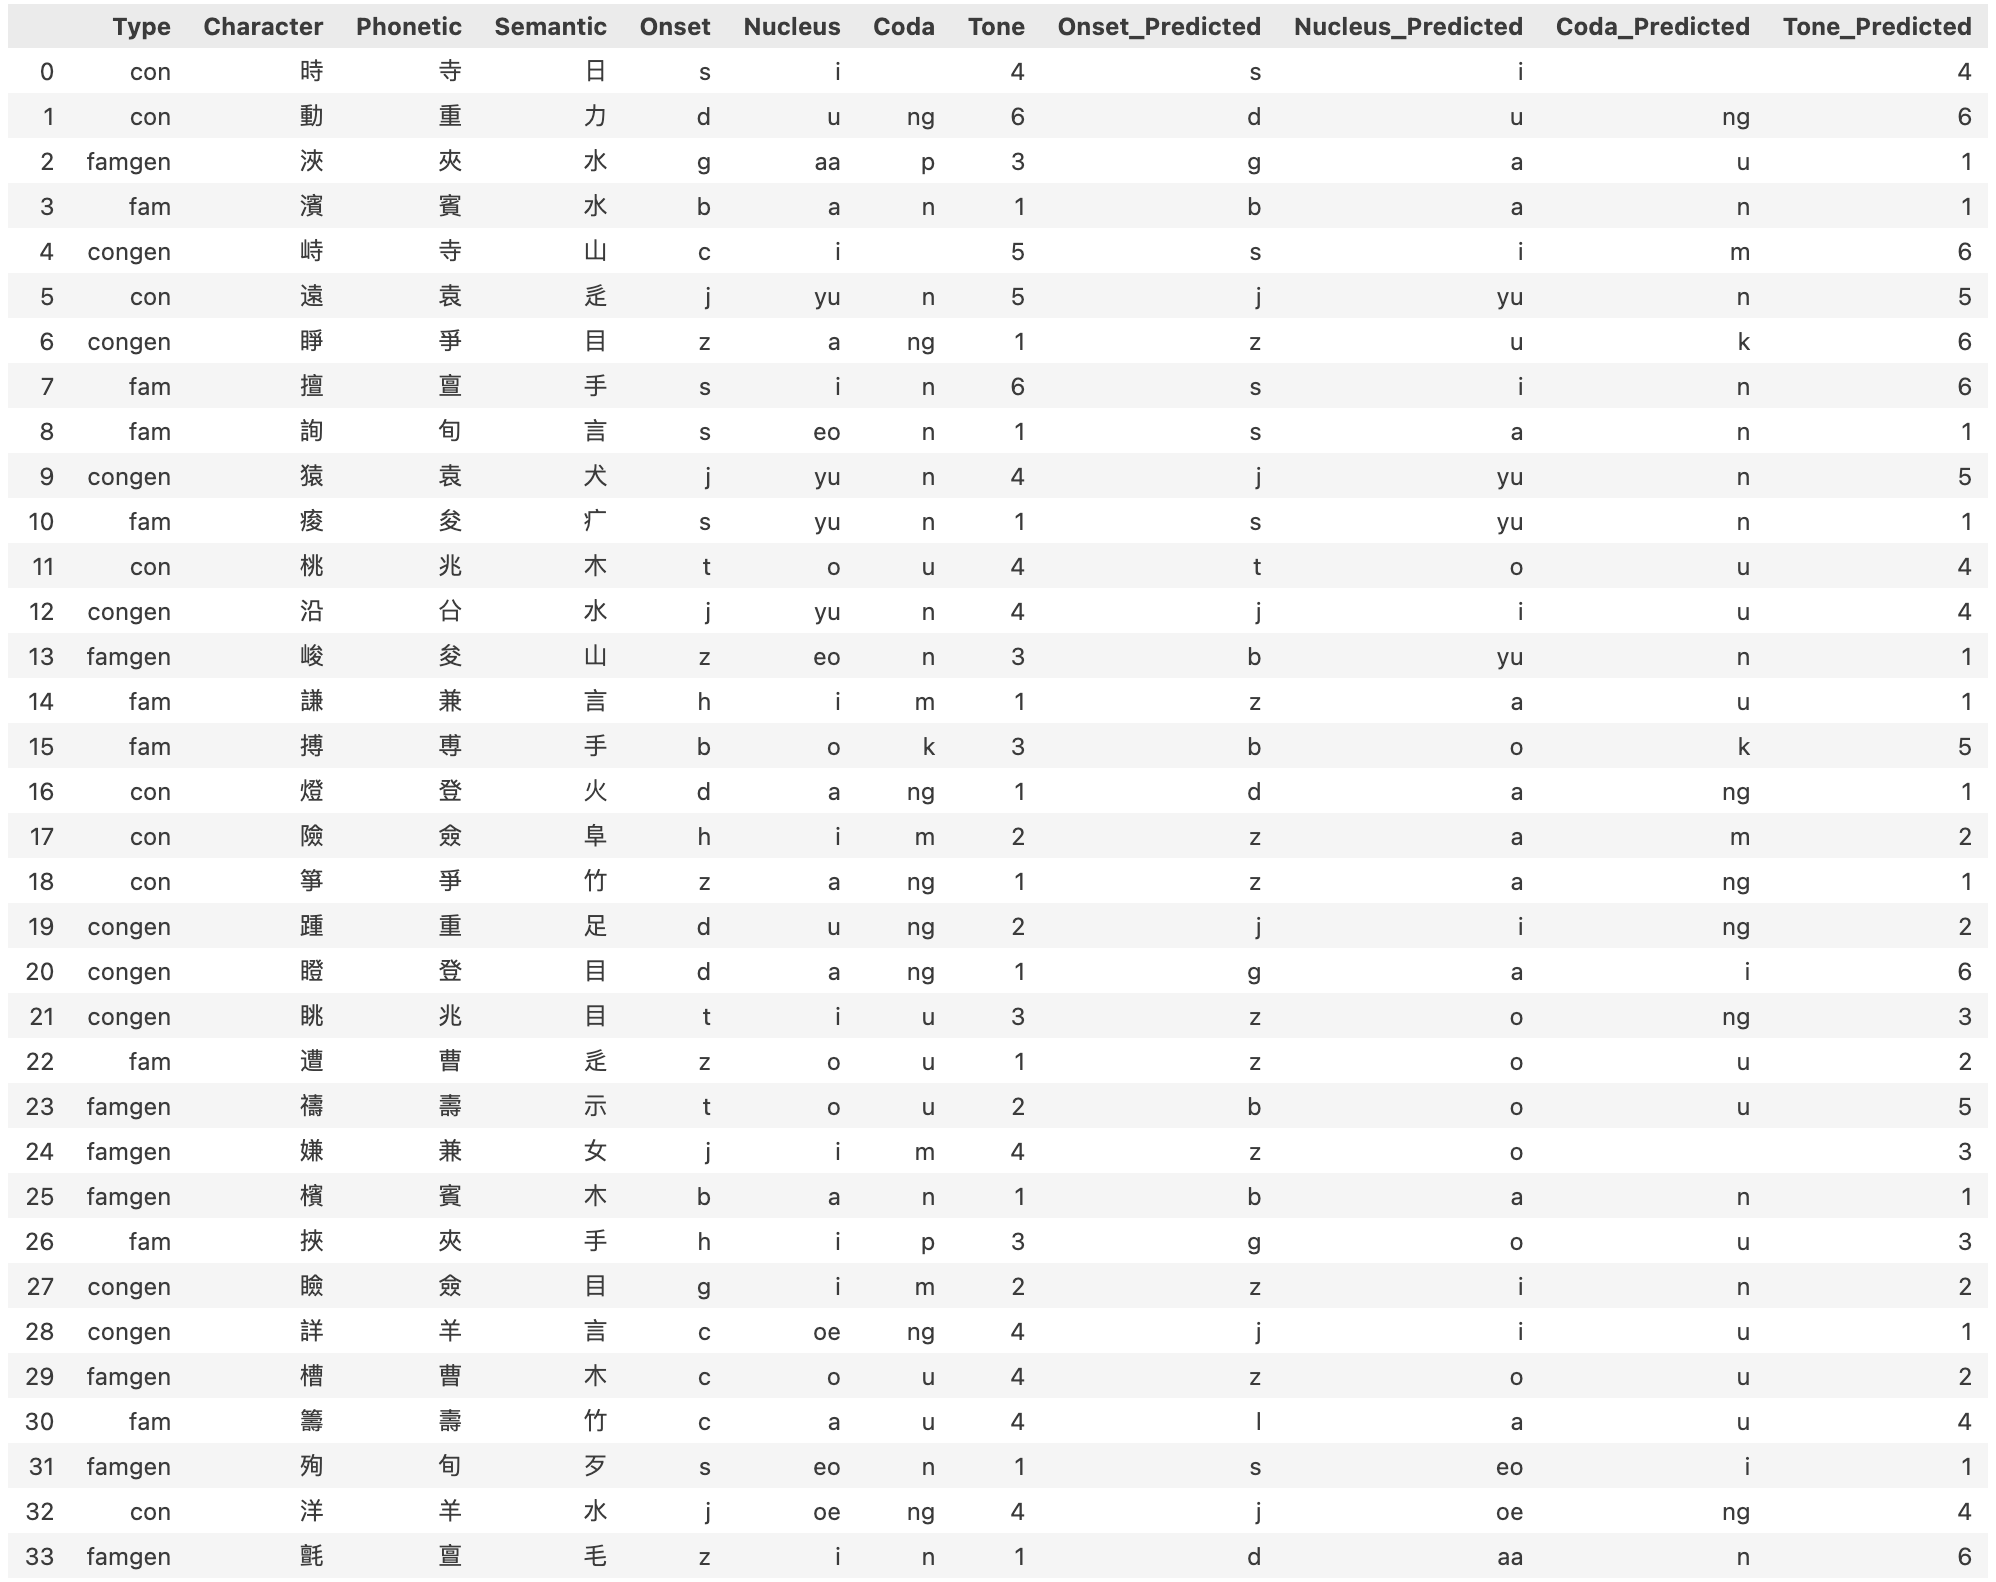 Type Character Phonetic Semantic Onset Nucleus Coda Tone Onset_Predicted Nucleus_Predicted Coda_Predicted Tone_Predicted
0 con 時 寺 日 s i 4 s i 4
1 con 動 重 力 d u ng 6 d u ng 6
2 famgen 浹 夾 水 g aa p 3 g a u 1
3 fam 濱 賓 水 b a n 1 b a n 1
4 congen 峙 寺 山 c i 5 s i m 6
5 con 遠 袁 辵 j yu n 5 j yu n 5
6 congen 睜 爭 目 z a ng 1 z u k 6
7 fam 擅 亶 手 s i n 6 s i n 6
8 fam 詢 旬 言 s eo n 1 s a n 1
9 congen 猿 袁 犬 j yu n 4 j yu n 5
10 fam 痠 夋 疒 s yu n 1 s yu n 1
11 con 桃 兆 木 t o u 4 t o u 4
12 congen 沿 㕣 水 j yu n 4 j i u 4
13 famgen 峻 夋 山 z eo n 3 b yu n 1
14 fam 謙 兼 言 h i m 1 z a u 1
15 fam 搏 尃 手 b o k 3 b o k 5
16 con 燈 登 火 d a ng 1 d a ng 1
17 con 險 僉 阜 h i m 2 z a m 2
18 con 箏 爭 竹 z a ng 1 z a ng 1
19 congen 踵 重 足 d u ng 2 j i ng 2
20 congen 瞪 登 目 d a ng 1 g a i 6
21 congen 眺 兆 目 t i u 3 z o ng 3
22 fam 遭 曹 辵 z o u 1 z o u 2
23 famgen 禱 壽 示 t o u 2 b o u 5
24 famgen 嫌 兼 女 j i m 4 z o 3
25 famgen 檳 賓 木 b a n 1 b a n 1
26 fam 挾 夾 手 h i p 3 g o u 3
27 congen 瞼 僉 目 g i m 2 z i n 2
28 congen 詳 羊 言 c oe ng 4 j i u 1
29 famgen 槽 曹 木 c o u 4 z o u 2
30 fam 籌 壽 竹 c a u 4 l a u 4
31 famgen 殉 旬 歹 s eo n 1 s eo i 1
32 con 洋 羊 水 j oe ng 4 j oe ng 4
33 famgen 氈 亶 毛 z i n 1 d aa n 6